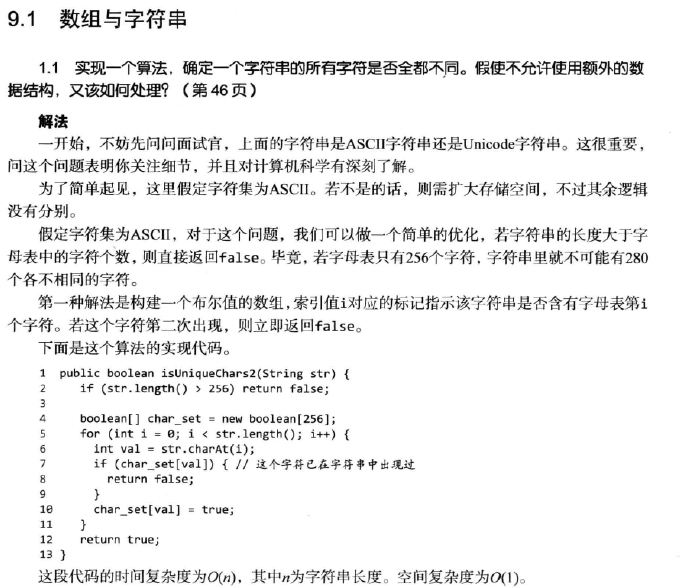 9.1 数组与字符串
1.1 实现一个算法，确定一个字符串的所有字符是否全都不同。假使不允许使用额外的数
据结构，又该如何处理？（第46页）
解法
一开始，不妨先问问面试官，上面的字符串是ASCII字符串还是Unicode字符串。这很重要，
问这个问题表明你关注细节，并且对计算机科学有深刻了解。
为了简单起见，这里假定字符集为ASCII。若不是的话，则需扩大存储空间，不过其余逻辑
没有分别。
假定字符集为ASCII，对于这个问题，我们可以做一个简单的优化，若字符串的长度大于字
母表中的字符个数，则直接返回false。毕竟，若字母表只有256个字符，字符串里就不可能有280
个各不相同的字符。
第一种解法是构建一个布尔值的数组，索引值i对应的标记指示该字符串是否含有字母表第i
个字符。若这个字符第二次出现，则立即返回false。
下面是这个算法的实现代码。
1 public boolean isUniqueChars2(String str) {
2 if (str.length() > 256) return false;
3
4 boolean[] char_set = new boolean[256];
5 for (int i = 0; i < str.length(); i++) {
6 int val = str.charAt(i);
7 if (char_set[val]) { // 这个字符已在字符串中出现过
8 return false;
9 }
10 char_set[val] = true;
11 }
12 return true;
13 }
这段代码的时间复杂度为O(n)，其中n为字符串长度。空间复杂度为O(1)。